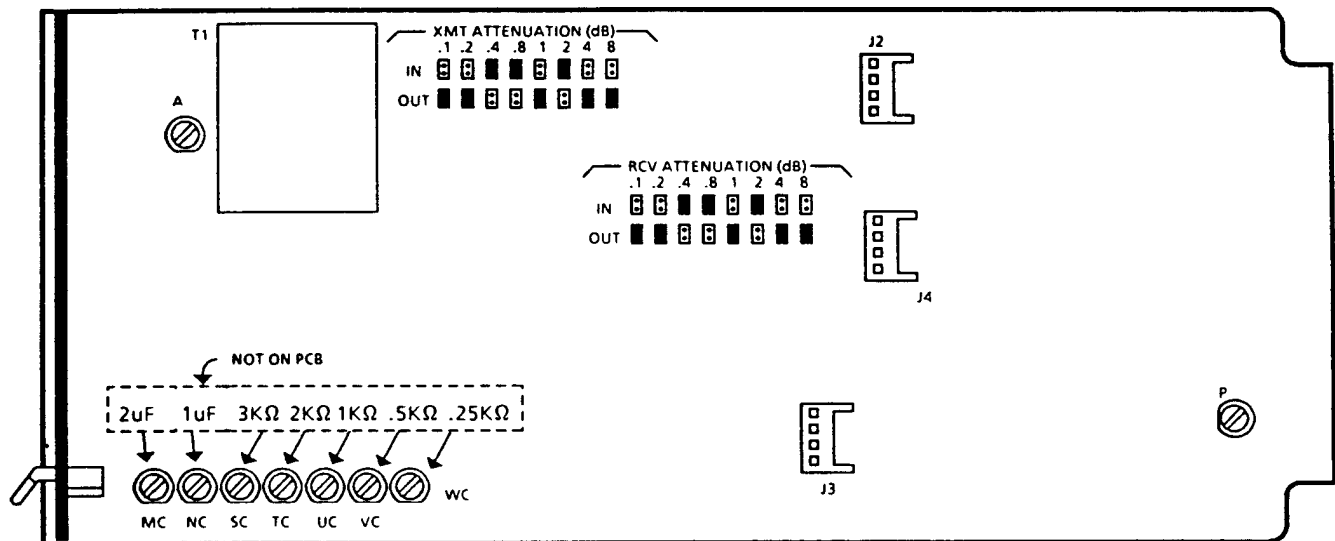 T1
XMT ATTENUATION (dB)
.1 .2 .4 .8 1 2 4 8
IN
OUT
A
J2
RCV ATTENUATION (dB)
.1 .2 .4 .8 1 2 4 8
IN
OUT
J4
NOT ON PCB
2uF 1uF 3KΩ 2KΩ 1KΩ .5KΩ .25KΩ
P
WC
J3
MC NC SC TC UC VC